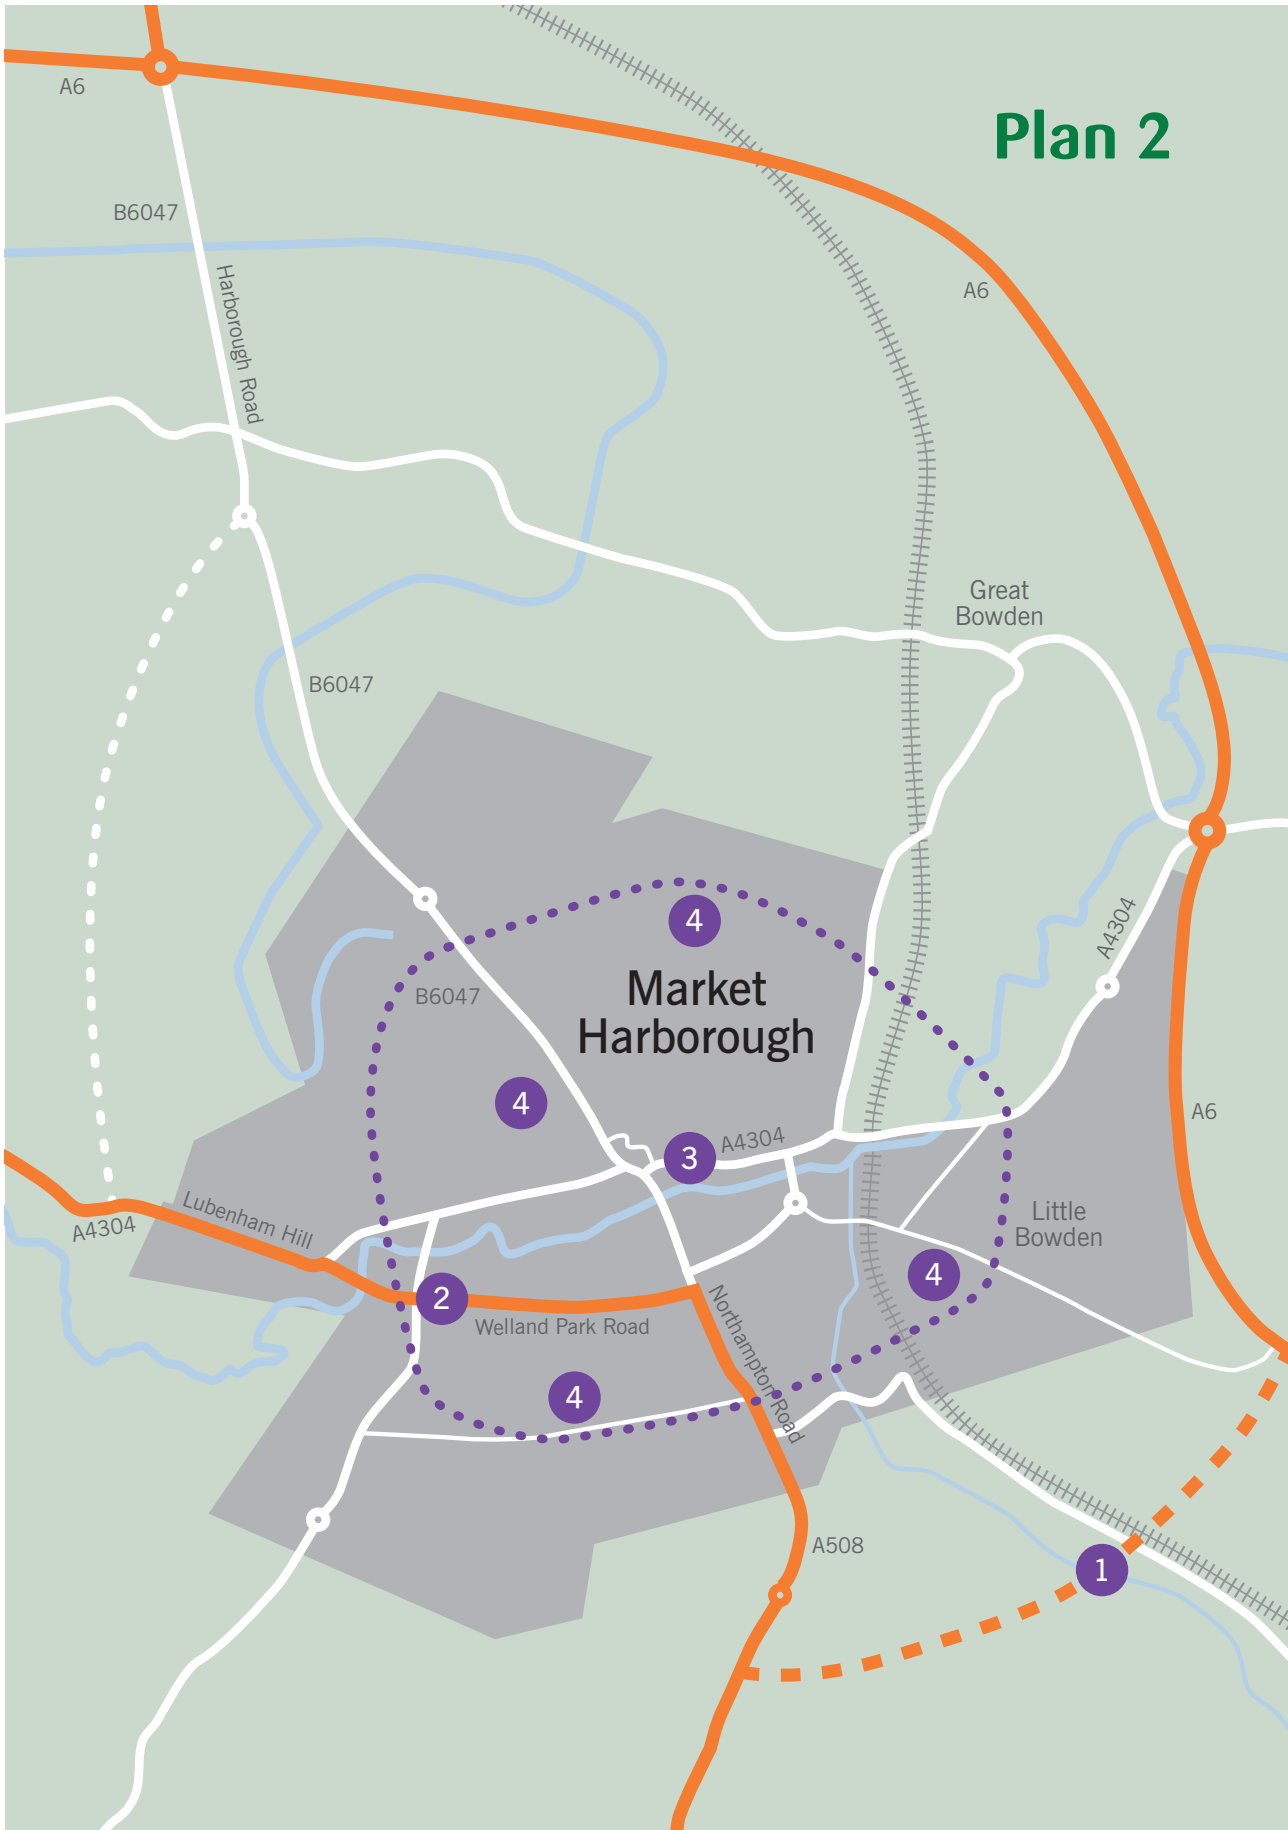 Plan 2
A6
B6047
Harborough Road
A6
Great
Bowden
B6047
A4304
4
Market
Harborough
B6047
4
A6
3
A4304
Lubenham Hill
A4304
Little
Bowden
4
2
Welland Park Road
Northampton Road
4
A508
1